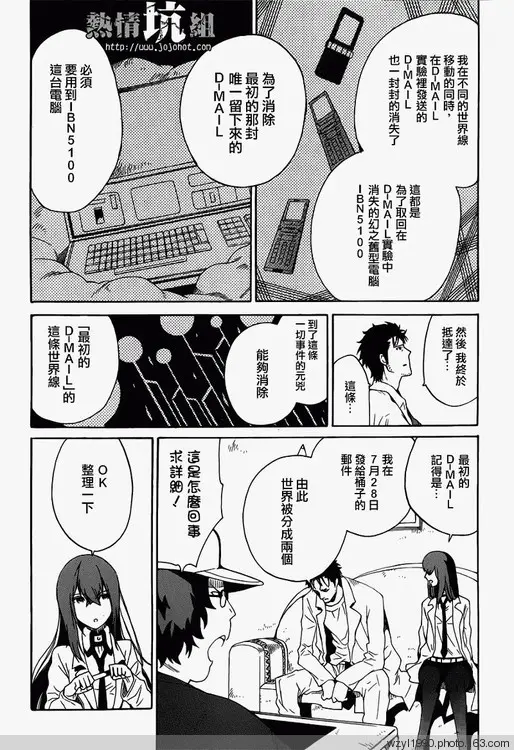 熱情坑組
http://www.jojohot.com
我在不同的世界線
移動的同時，
在D-MAIL
實驗裡發送的
D-MAIL
也一封封的消失了
這都是
為了取回在
D-MAIL實驗中
消失的幻之舊型電腦
IBN5100
為了消除
最初的那封
唯一留下來的
D-MAIL
必須
要用到IBN5100
這台電腦
然後 我終於
抵達了…
這條…
到了這條
一切事件的元兇
能夠消除
「最初的
D-MAIL」的
這條世界線
最初的
D-MAIL
記得是…
我在
7月28日
發給桶子的
郵件
由此
世界被分成兩個
這是怎麼回事
求詳細！
OK
整理一下
wzyl1990.photo.163.com